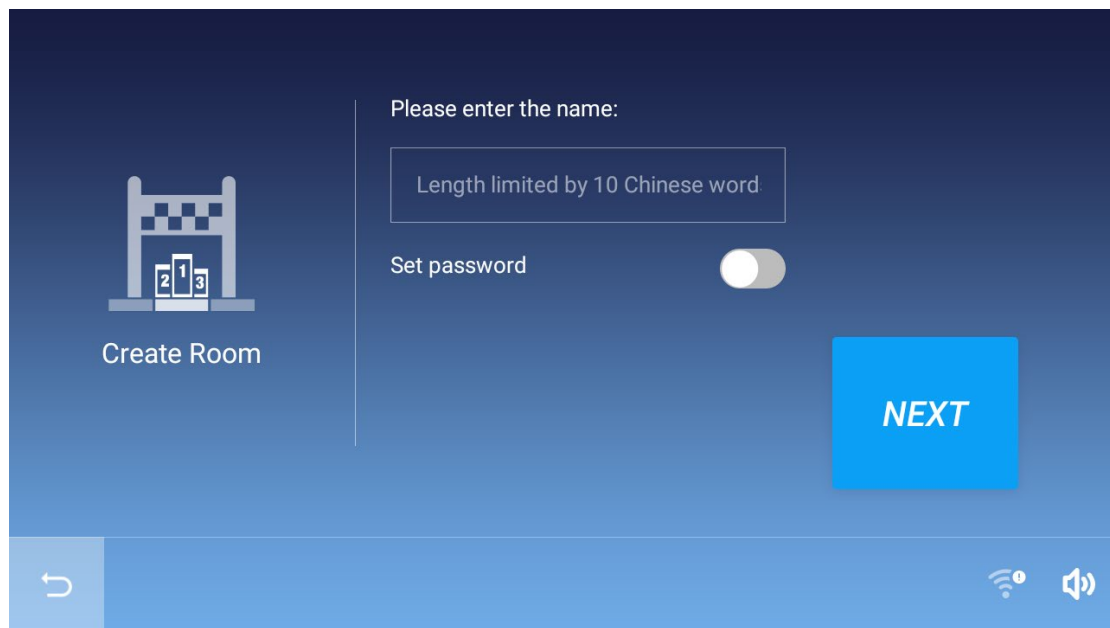 Please enter the name:
Length limited by 10 Chinese word
Set password
2 1 3
Create Room
NEXT